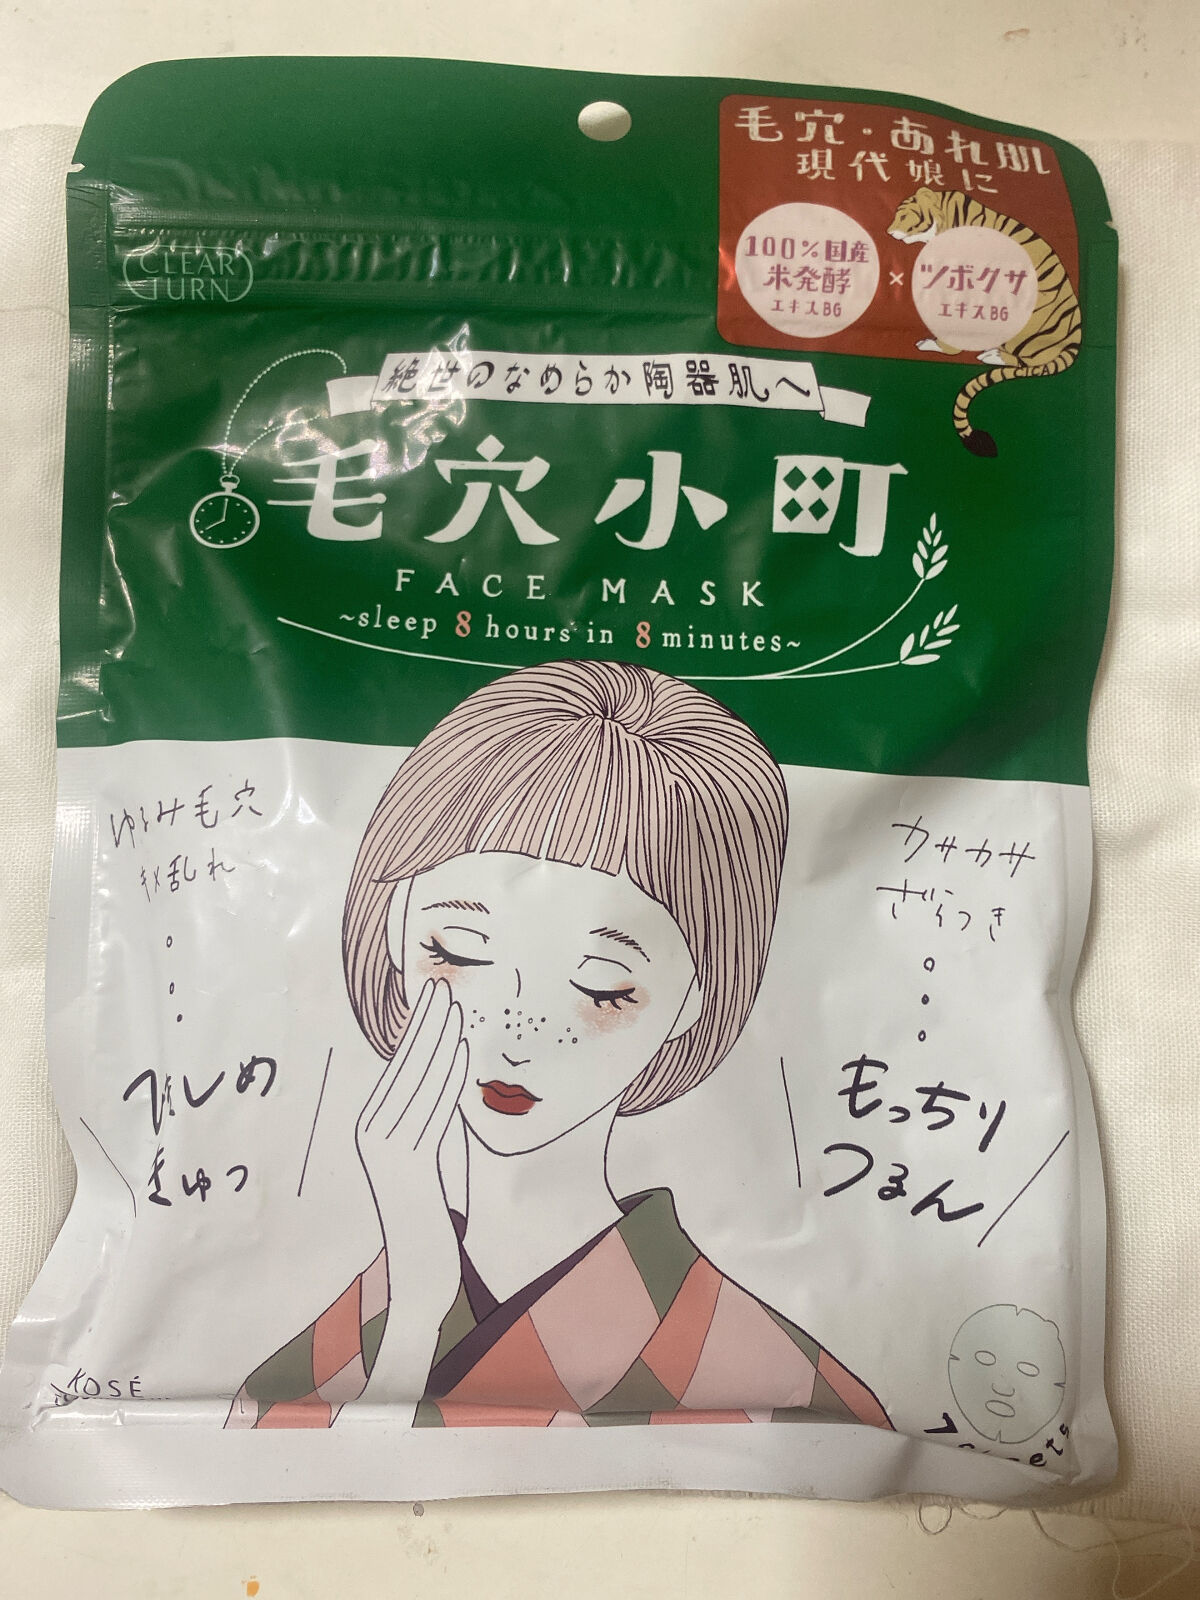 毛穴・あれ肌
現代娘に
CLEAR
TURN
100%国産
米発酵
エキスBG
×
ツボクサ
エキスBG
CICA
絶世のなめらか陶器肌へ
毛穴小町
FACE MASK
~sleep 8 hours in 8 minutes~
ゆるみ毛穴
キメ乱れ
カサカサ
ざらつき
引しめ
きゅっ
もっちり
つるん
KOSÉ